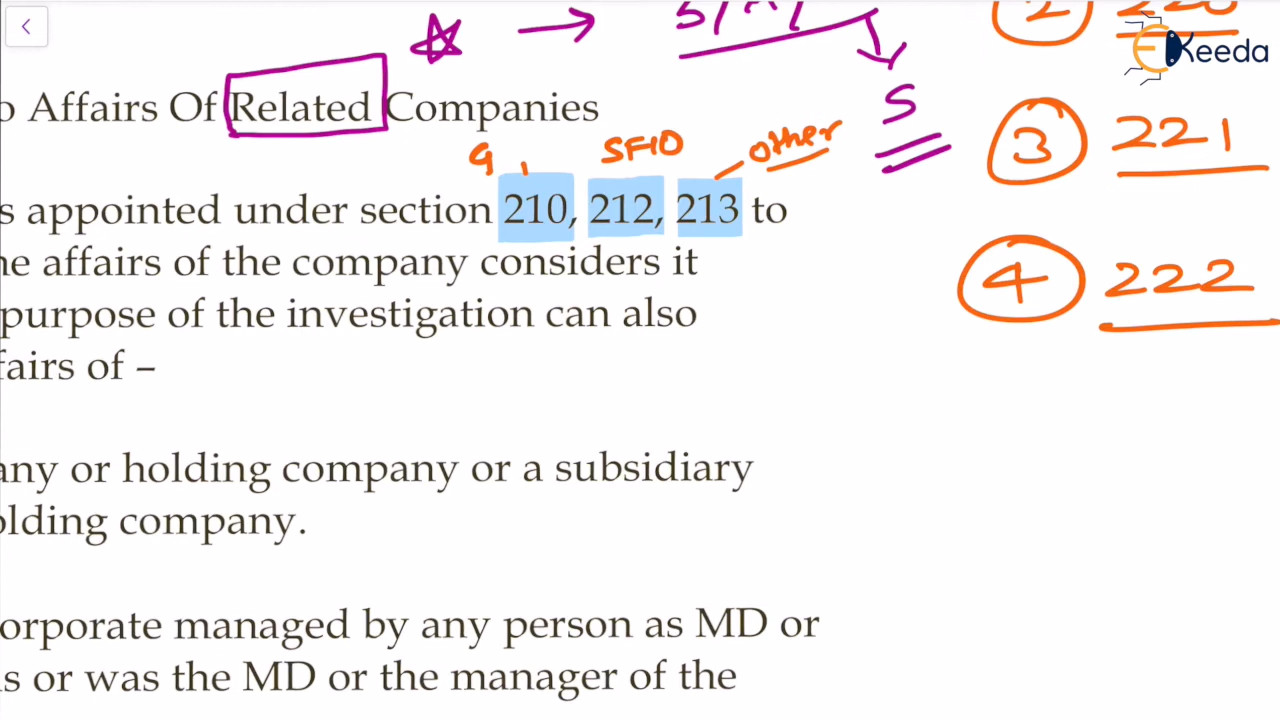 ② 220
Keeda
o Affairs Of Related Companies
S
③ 221
SFIO
other
s appointed under section 210, 212, 213 to
he affairs of the company considers it
④ 222
purpose of the investigation can also
fairs of –
any or holding company or a subsidiary
olding company.
orporate managed by any person as MD or
is or was the MD or the manager of the